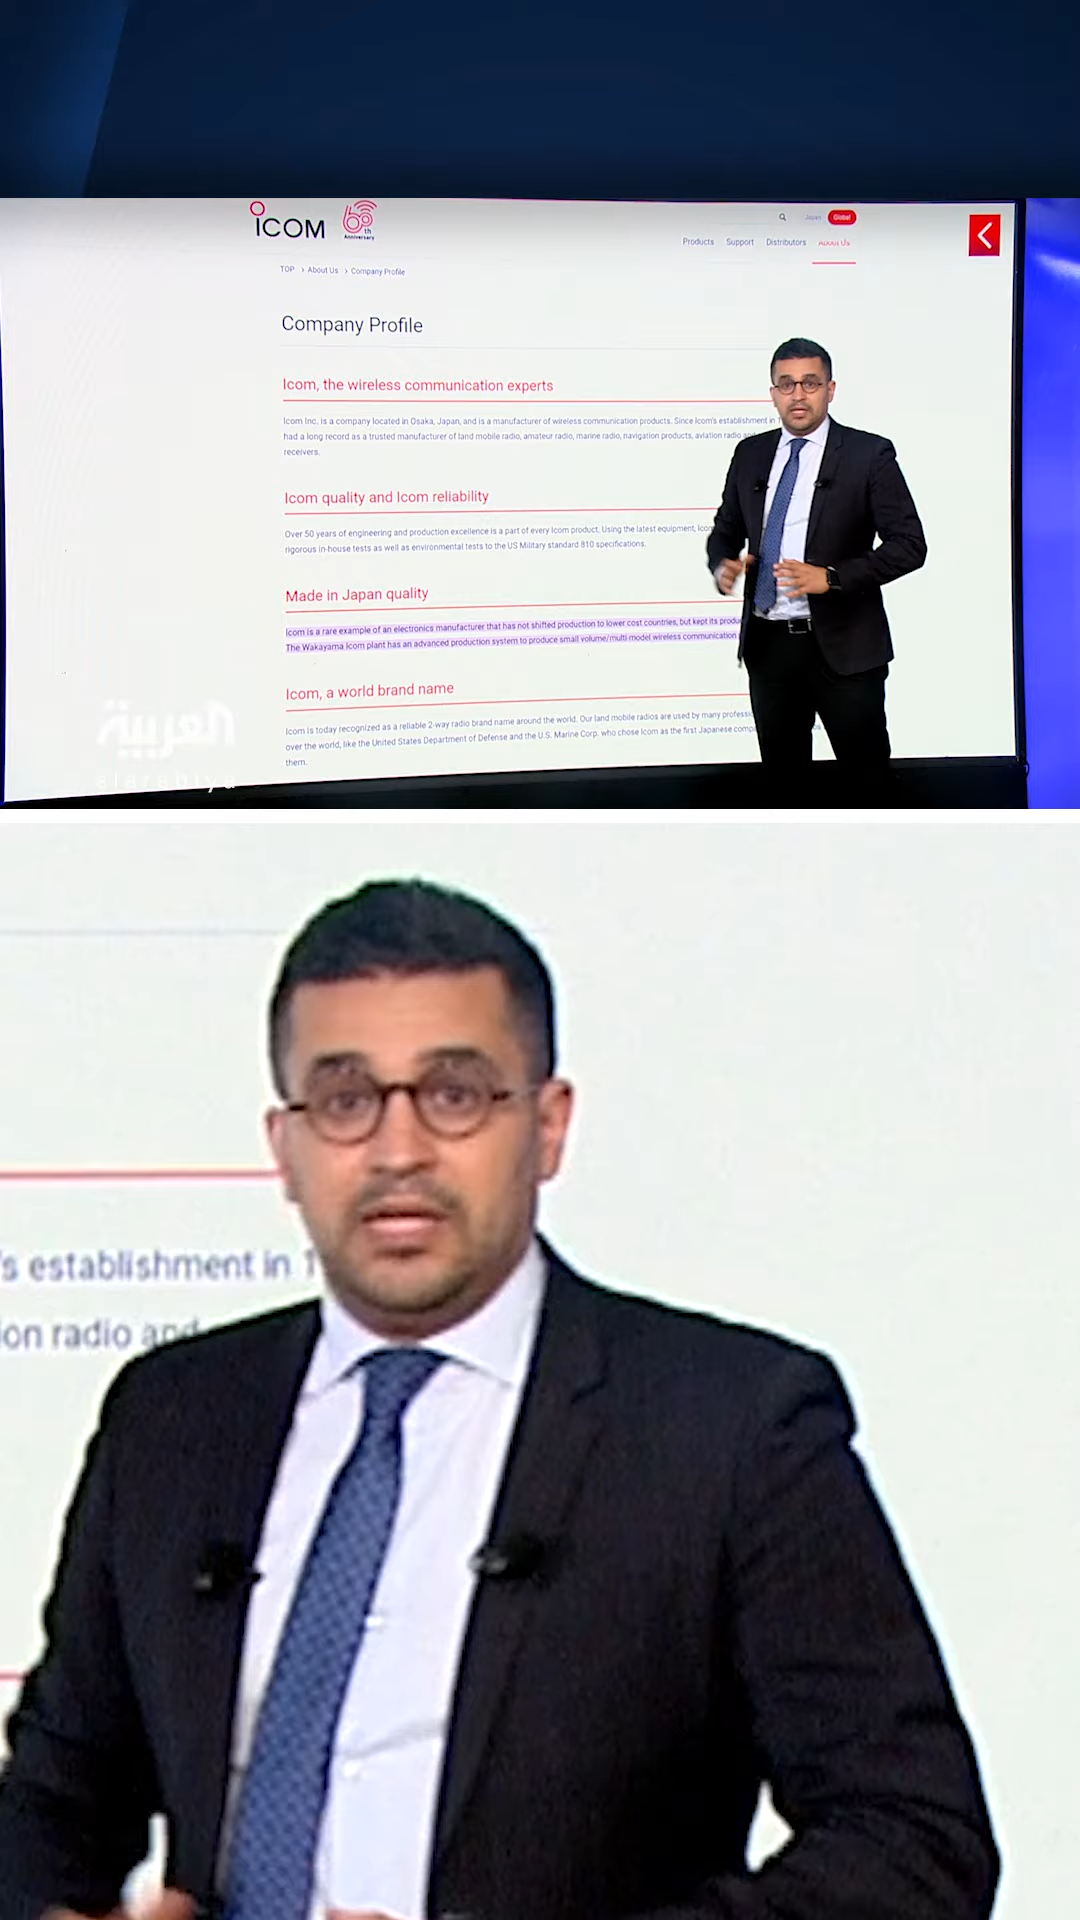 ICOM
60th
Anniversary
Japan
Global
Products
Support
Distributors
About Us
TOP > About Us > Company Profile
Company Profile
Icom, the wireless communication experts
Icom Inc. is a company located in Osaka, Japan, and is a manufacturer of wireless communication products. Since Icom's establishment in 1
had a long record as a trusted manufacturer of land mobile radio, amateur radio, marine radio, navigation products, aviation radio and
receivers.
Icom quality and Icom reliability
Over 50 years of engineering and production excellence is a part of every Icom product. Using the latest equipment, Icom
rigorous in-house tests as well as environmental tests to the US Military standard 810 specifications.
Made in Japan quality
Icom is a rare example of an electronics manufacturer that has not shifted production to lower cost countries, but kept its produ
The Wakayama Icom plant has an advanced production system to produce small volume/multi-model wireless communication
Icom, a world brand name
Icom is today recognized as a reliable 2-way radio brand name around the world. Our land mobile radios are used by many professi
over the world, like the United States Department of Defense and the U.S. Marine Corp. who chose Icom as the first Japanese comp
them.
العربية
alarabiya
's establishment in 1
ion radio and